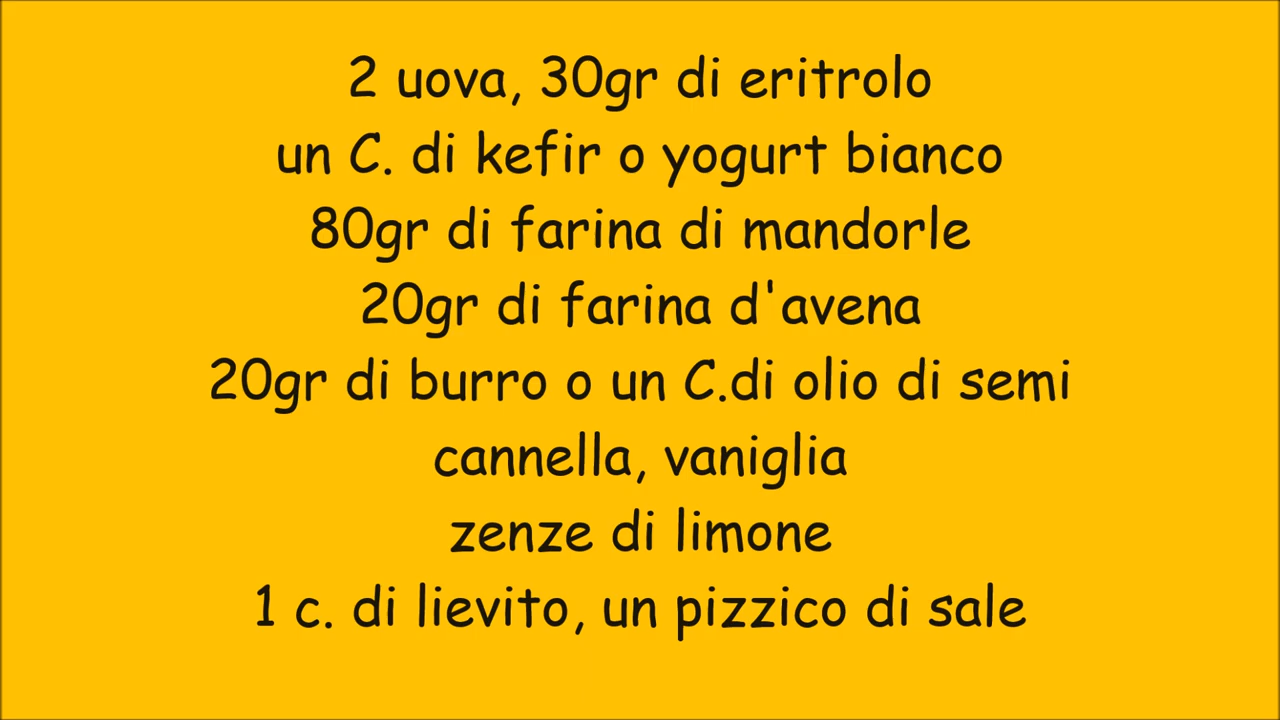 2 uova, 30gr di eritrolo
un C. di kefir o yogurt bianco
80gr di farina di mandorle
20gr di farina d'avena
20gr di burro o un C.di olio di semi
cannella, vaniglia
zenze di limone
1 c. di lievito, un pizzico di sale